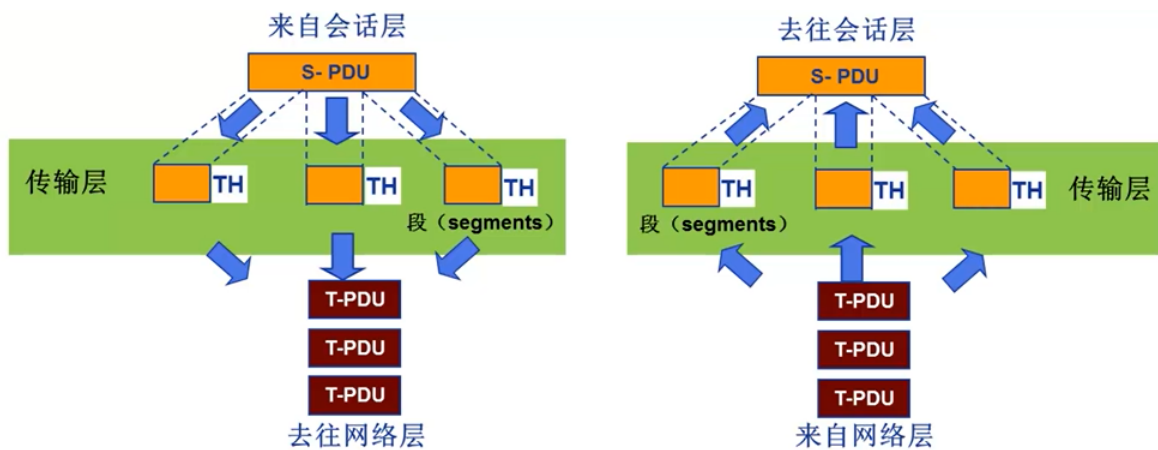 来自会话层
S- PDU
传输层
TH
TH
TH
段（segments）
T-PDU
T-PDU
T-PDU
去往网络层
去往会话层
S- PDU
TH
TH
TH
传输层
段（segments）
T-PDU
T-PDU
T-PDU
来自网络层